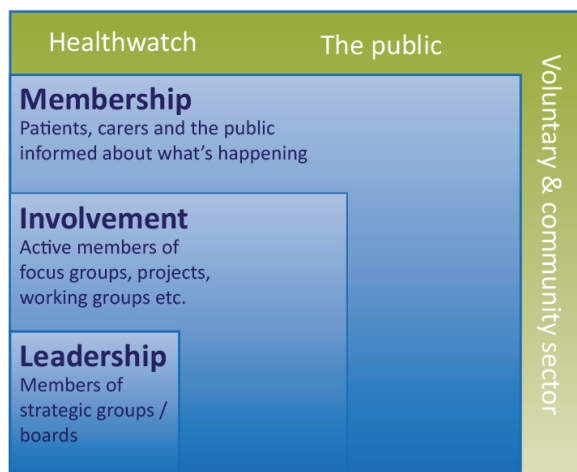 Healthwatch
The public
Voluntary & community sector
Membership
Patients, carers and the public
informed about what's happening
Involvement
Active members of
focus groups, projects,
working groups etc.
Leadership
Members of
strategic groups /
boards